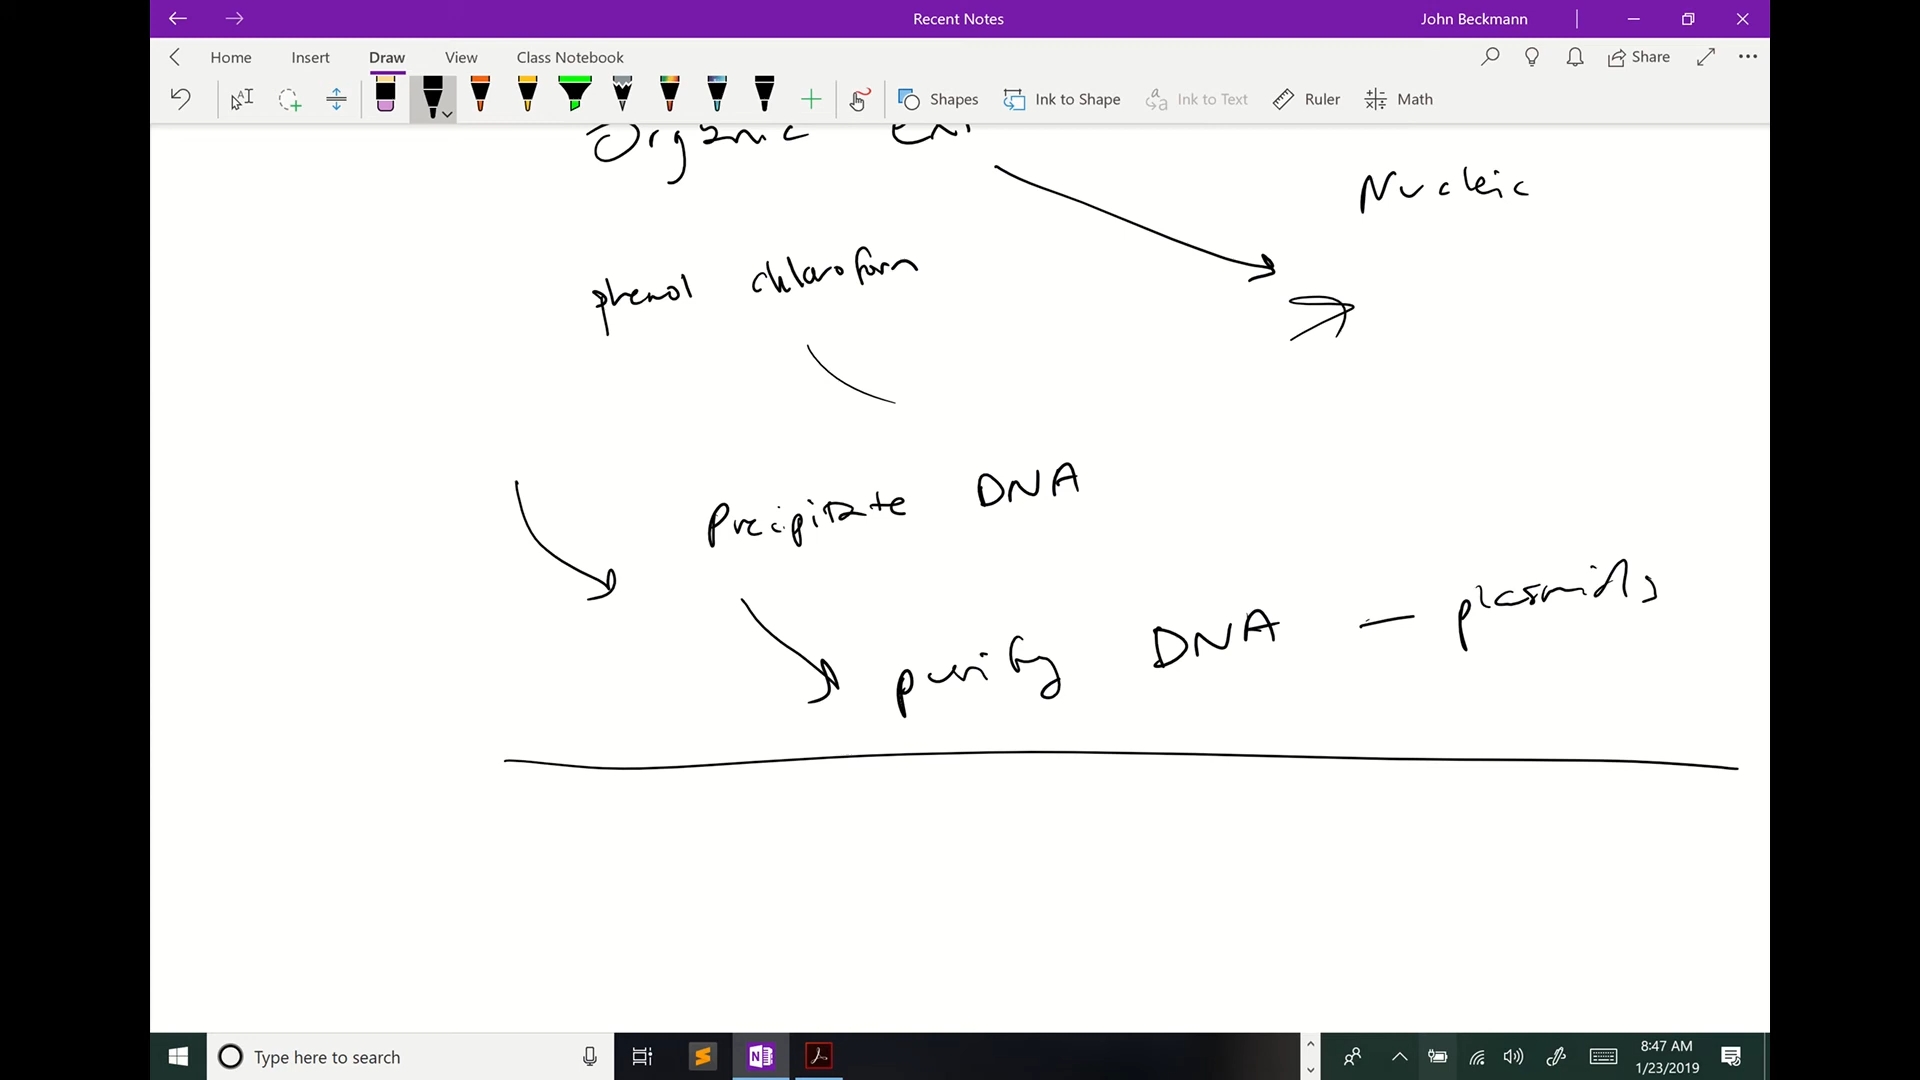 Recent Notes
John Beckmann
Home Insert Draw View Class Notebook
Share
Shapes Ink to Shape Ink to Text Ruler Math
Organic Ext
Nucleic
phenol chloroform
Precipitate DNA
purify DNA — plasmids
Type here to search
8:47 AM
1/23/2019